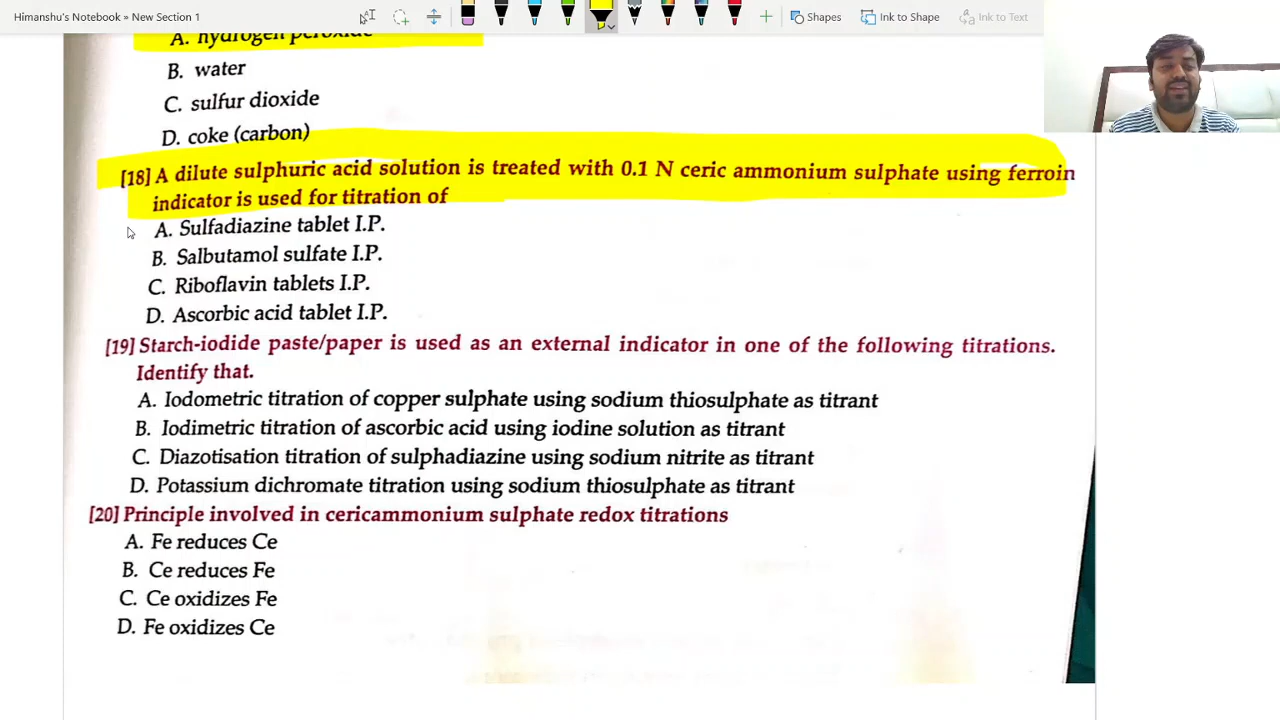 Himanshu's Notebook » New Section 1
Shapes
Ink to Shape
Ink to Text
A. hydrogen peroxide
B. water
C. sulfur dioxide
D. coke (carbon)
[18] A dilute sulphuric acid solution is treated with 0.1 N ceric ammonium sulphate using ferroin
indicator is used for titration of
A. Sulfadiazine tablet I.P.
B. Salbutamol sulfate I.P.
C. Riboflavin tablets I.P.
D. Ascorbic acid tablet I.P.
[19] Starch-iodide paste/paper is used as an external indicator in one of the following titrations.
Identify that.
A. Iodometric titration of copper sulphate using sodium thiosulphate as titrant
B. Iodimetric titration of ascorbic acid using iodine solution as titrant
C. Diazotisation titration of sulphadiazine using sodium nitrite as titrant
D. Potassium dichromate titration using sodium thiosulphate as titrant
[20] Principle involved in cericammonium sulphate redox titrations
A. Fe reduces Ce
B. Ce reduces Fe
C. Ce oxidizes Fe
D. Fe oxidizes Ce